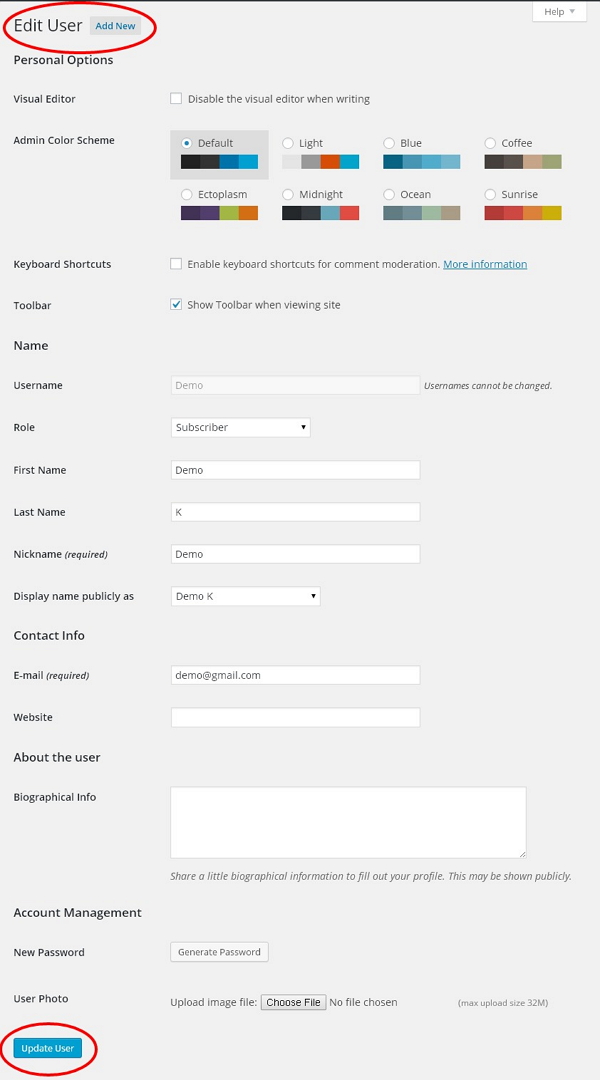 Help ▼
Edit User Add New
Personal Options
Visual Editor Disable the visual editor when writing
Admin Color Scheme Default Light Blue Coffee
Ectoplasm Midnight Ocean Sunrise
Keyboard Shortcuts Enable keyboard shortcuts for comment moderation. More information
Toolbar Show Toolbar when viewing site
Name
Username Demo Usernames cannot be changed.
Role Subscriber
First Name Demo
Last Name K
Nickname (required) Demo
Display name publicly as Demo K
Contact Info
E-mail (required) demo@gmail.com
Website
About the user
Biographical Info
Share a little biographical information to fill out your profile. This may be shown publicly.
Account Management
New Password Generate Password
User Photo Upload image file: Choose File No file chosen (max upload size 32M)
Update User